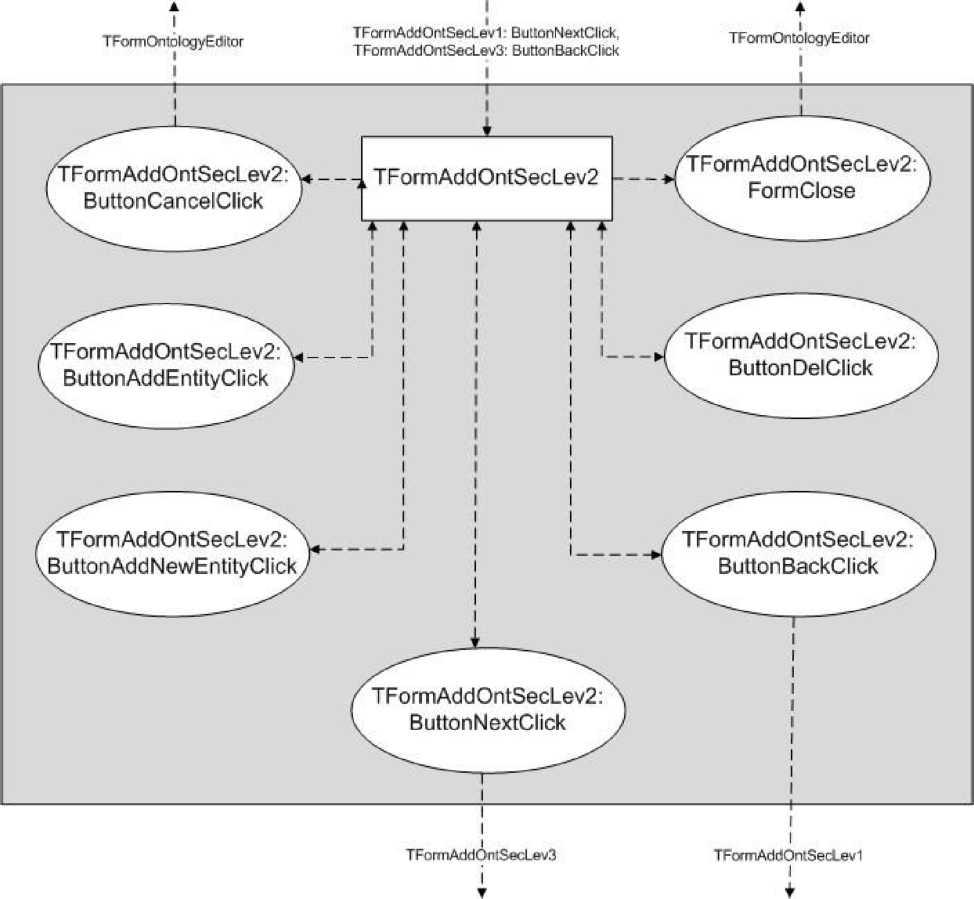 TFormOntologyEditor
TFormAddOntSecLev1: ButtonNextClick,
TFormAddOntSecLev3: ButtonBackClick
TFormOntologyEditor
TFormAddOntSecLev2:
ButtonCancelClick
TFormAddOntSecLev2
TFormAddOntSecLev2:
FormClose
TFormAddOntSecLev2:
ButtonAddEntityClick
TFormAddOntSecLev2:
ButtonDelClick
TFormAddOntSecLev2:
ButtonAddNewEntityClick
TFormAddOntSecLev2:
ButtonBackClick
TFormAddOntSecLev2:
ButtonNextClick
TFormAddOntSecLev3
TFormAddOntSecLev1